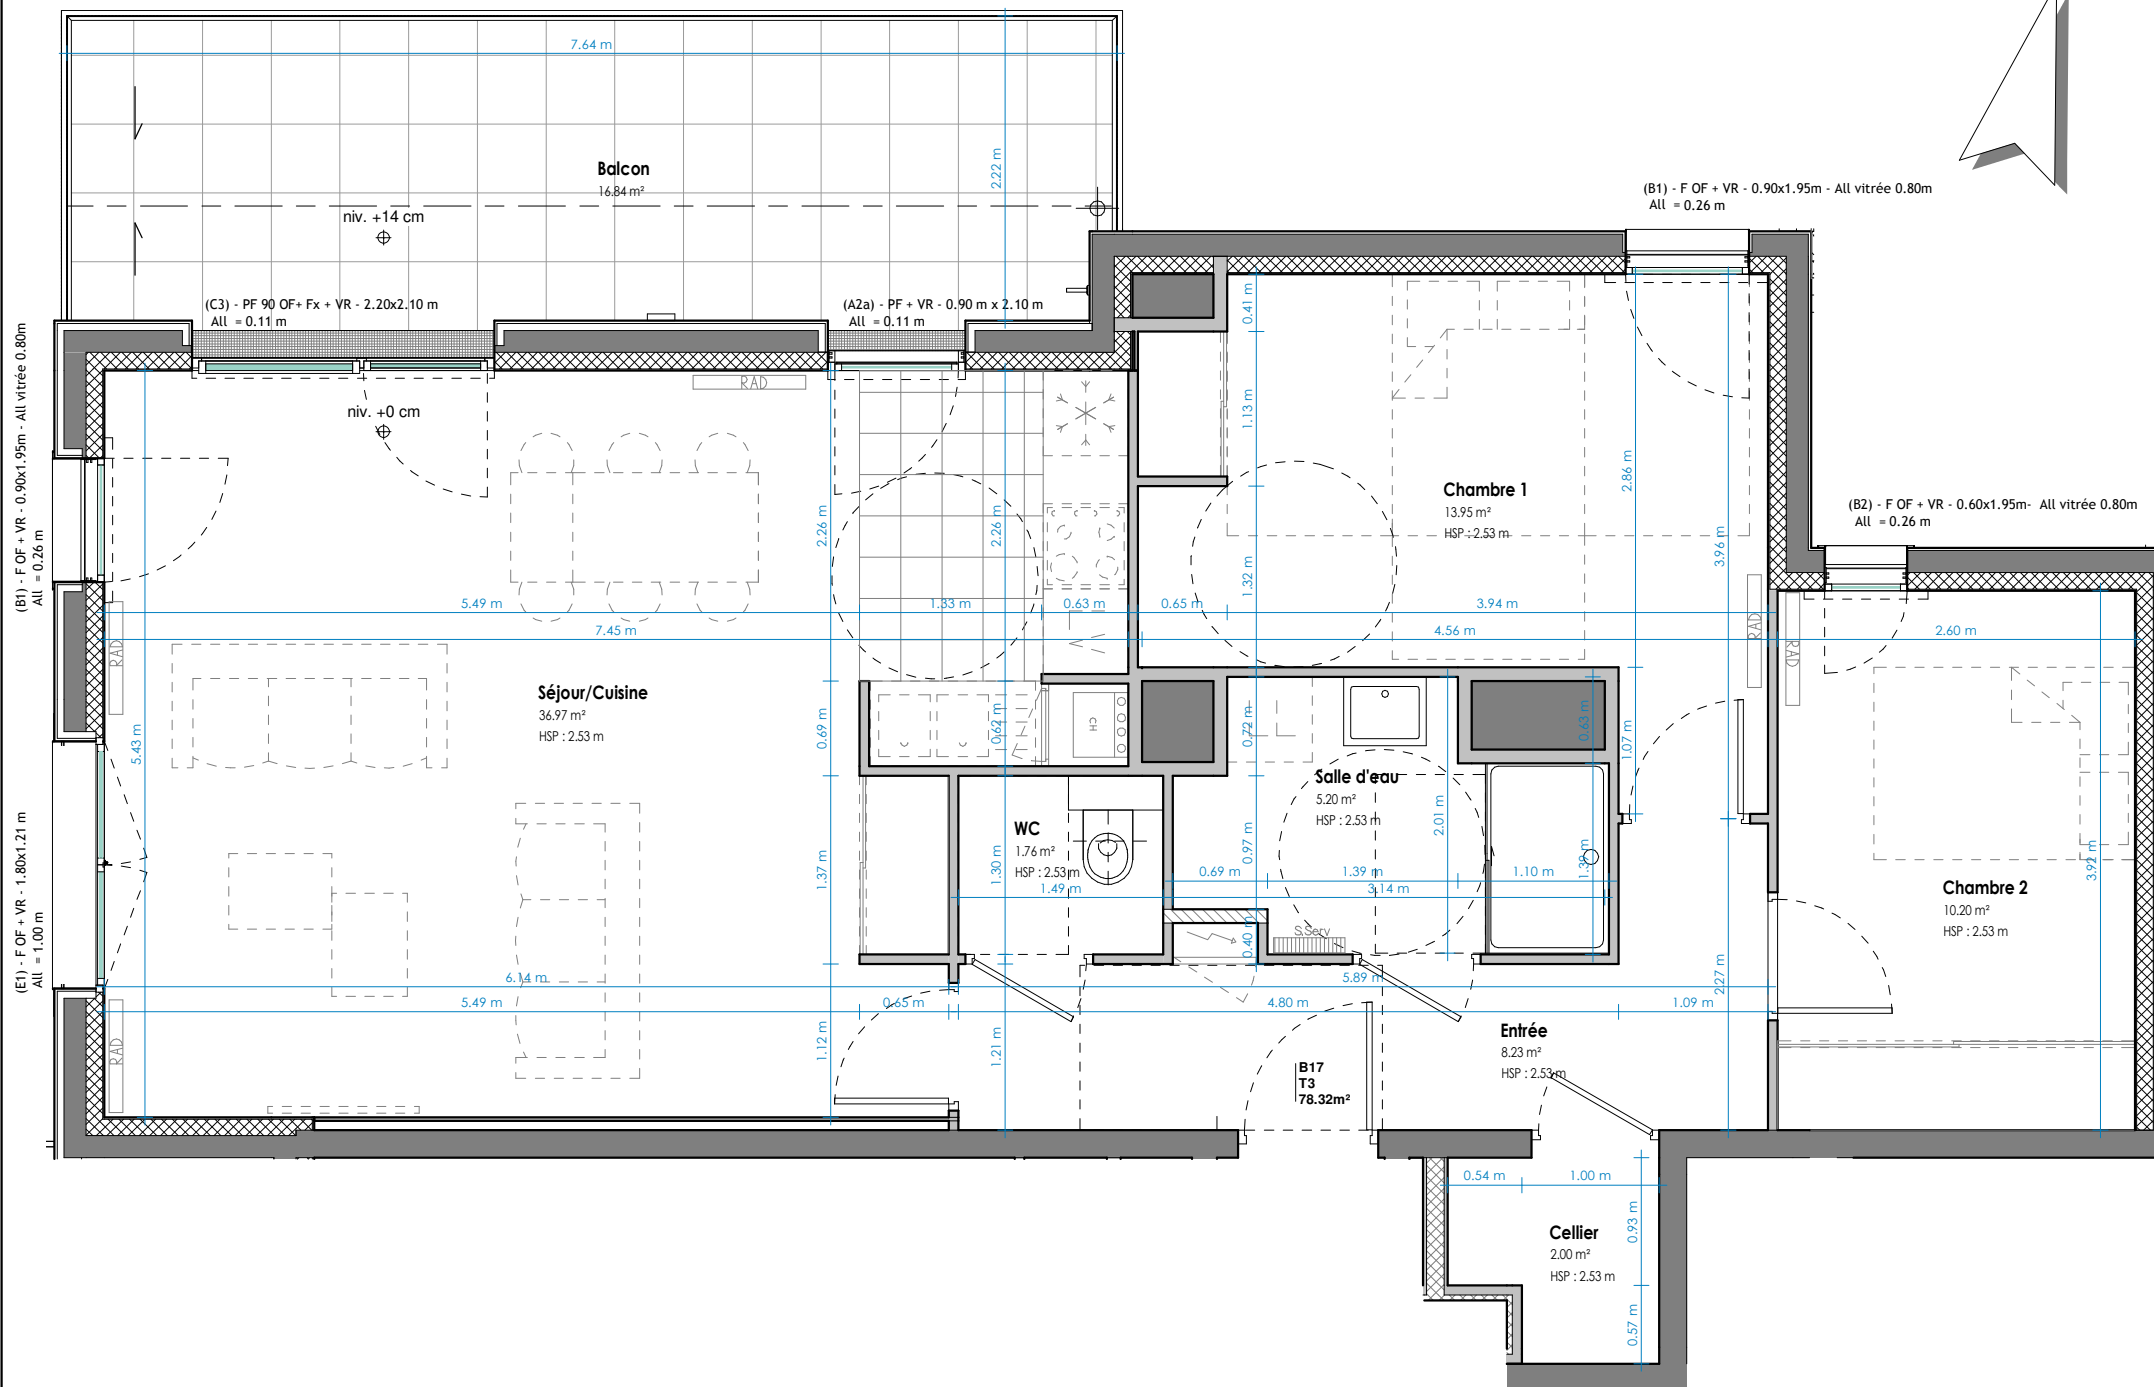 7.64 m
2.22 m
Balcon
16.84 m²
niv. +14 cm
(C3) - PF 90 OF+ Fx + VR - 2.20x2.10 m
All = 0.11 m
(A2a) - PF + VR - 0.90 m x 2.10 m
All = 0.11 m
(B1) - F OF + VR - 0.90x1.95m - All vitrée 0.80m
All = 0.26 m
(B2) - F OF + VR - 0.60x1.95m- All vitrée 0.80m
All = 0.26 m
(B1) - F OF + VR - 0.90x1.95m - All vitrée 0.80m
All = 0.26 m
(E1) - F OF + VR - 1.80x1.21 m
All = 1.00 m
niv. +0 cm
RAD
RAD
RAD
RAD
RAD
Séjour/Cuisine
36.97 m²
HSP : 2.53 m
5.43 m
5.49 m
1.33 m
0.63 m
0.65 m
3.94 m
7.45 m
4.56 m
2.60 m
2.26 m
2.26 m
0.69 m
0.62 m
1.37 m
1.12 m
CH
0.41 m
1.13 m
1.32 m
2.86 m
3.96 m
Chambre 1
13.95 m²
HSP : 2.53 m
0.72 m
0.97 m
0.40 m
0.63 m
1.07 m
2.01 m
1.39 m
Salle d'eau
5.20 m²
HSP : 2.53 m
0.69 m
1.39 m
1.10 m
3.14 m
S.Serv
WC
1.76 m²
HSP : 2.53 m
1.30 m
1.49 m
1.21 m
6.14 m
5.89 m
5.49 m
0.65 m
4.80 m
1.09 m
2.27 m
Chambre 2
10.20 m²
HSP : 2.53 m
3.92 m
Entrée
8.23 m²
HSP : 2.53 m
B17
T3
78.32m²
0.54 m
1.00 m
0.93 m
0.57 m
Cellier
2.00 m²
HSP : 2.53 m